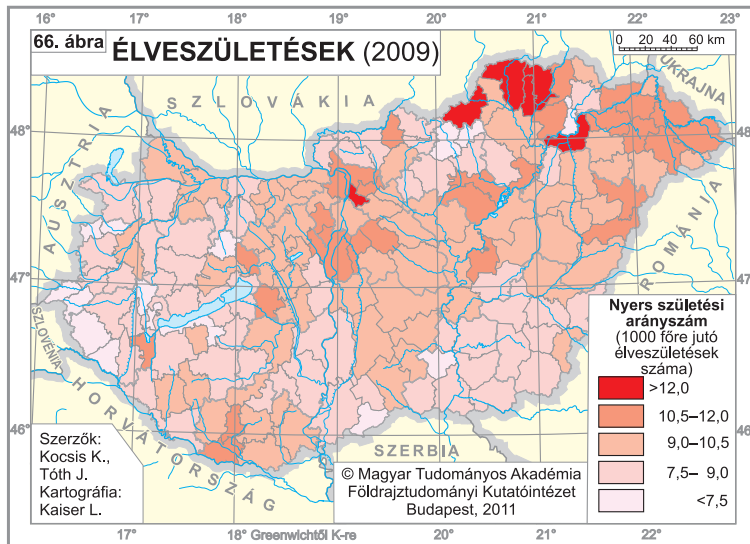 16° 17° 18° 19° 20° 21° 22° 23°
66. ábra
ÉLVESZÜLETÉSEK (2009)
0 20 40 60 km
UKRAJNA
SZLOVÁKIA
AUSZTRIA
48° 48°
47° 47°
ROMÁNIA
SZLOVÉNIA
HORVÁTORSZÁG
46° 46°
SZERBIA
Nyers születési
arányszám
(1000 főre jutó
élveszületések
száma)
>12,0
10,5–12,0
9,0–10,5
7,5– 9,0
<7,5
Szerzők:
Kocsis K.,
Tóth J.
Kartográfia:
Kaiser L.
© Magyar Tudományos Akadémia
Földrajztudományi Kutatóintézet
Budapest, 2011
17° 18° Greenwichtől K-re 19° 20° 21° 22°